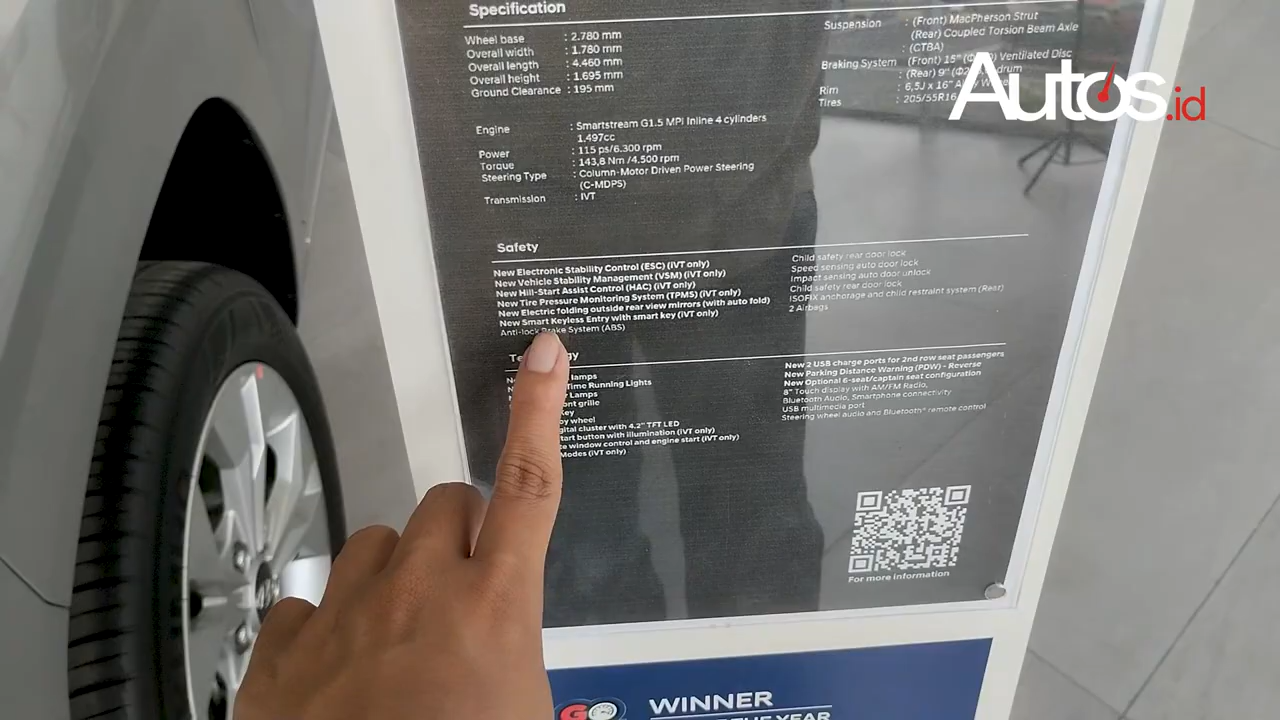 Specification
Wheel base : 2.780 mm
Overall width : 1.780 mm
Overall length : 4.460 mm
Overall height : 1.695 mm
Ground Clearance : 195 mm
Engine : Smartstream G1.5 MPI Inline 4 cylinders
1.497cc
Power : 115 ps/6.300 rpm
Torque : 143,8 Nm /4.500 rpm
Steering Type : Column-Motor Driven Power Steering
(C-MDPS)
Transmission : IVT
Suspension : (Front) MacPherson Strut
(Rear) Coupled Torsion Beam Axle
: (CTBA)
Braking System (Front) 15" Ventilated Disc
: (Rear) 9" drum
Rim : 6,5J x 16"
Tires : 205/55R16
Autos.id
Safety
New Electronic Stability Control (ESC) (IVT only)
New Vehicle Stability Management (VSM) (IVT only)
New Hill-Start Assist Control (HAC) (IVT only)
New Tire Pressure Monitoring System (TPMS) (IVT only)
New Electric folding outside rear view mirrors (with auto fold)
New Smart Keyless Entry with smart key (IVT only)
Anti-lock Brake System (ABS)
Child safety rear door lock
Speed sensing auto door lock
Impact sensing auto door unlock
Child safety rear door lock
ISOFIX anchorage and child restraint system (Rear)
2 Airbags
lamps
Time Running Lights
Lamps
grille
key
wheel
cluster with 4.2" TFT LED
button with illumination (IVT only)
window control and engine start (IVT only)
Modes (IVT only)
New 2 USB charge ports for 2nd row seat passengers
New Parking Distance Warning (PDW) - Reverse
New Optional 6-seat/captain seat configuration
8" Touch display with AM/FM Radio,
Bluetooth Audio, Smartphone connectivity
USB multimedia port
Steering wheel audio and Bluetooth® remote control
For more information
GO
WINNER
THE YEAR